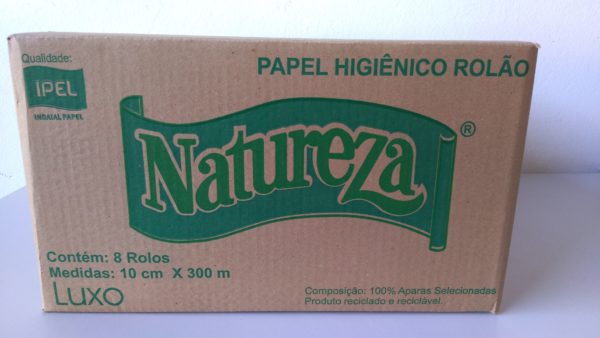 Qualidade:
IPEL
INDAIAL PAPEL
PAPEL HIGIÊNICO ROLÃO
Natureza ®
Contém: 8 Rolos
Medidas: 10 cm X 300 m
Luxo
Composição: 100% Aparas Selecionadas
Produto reciclado e reciclável.